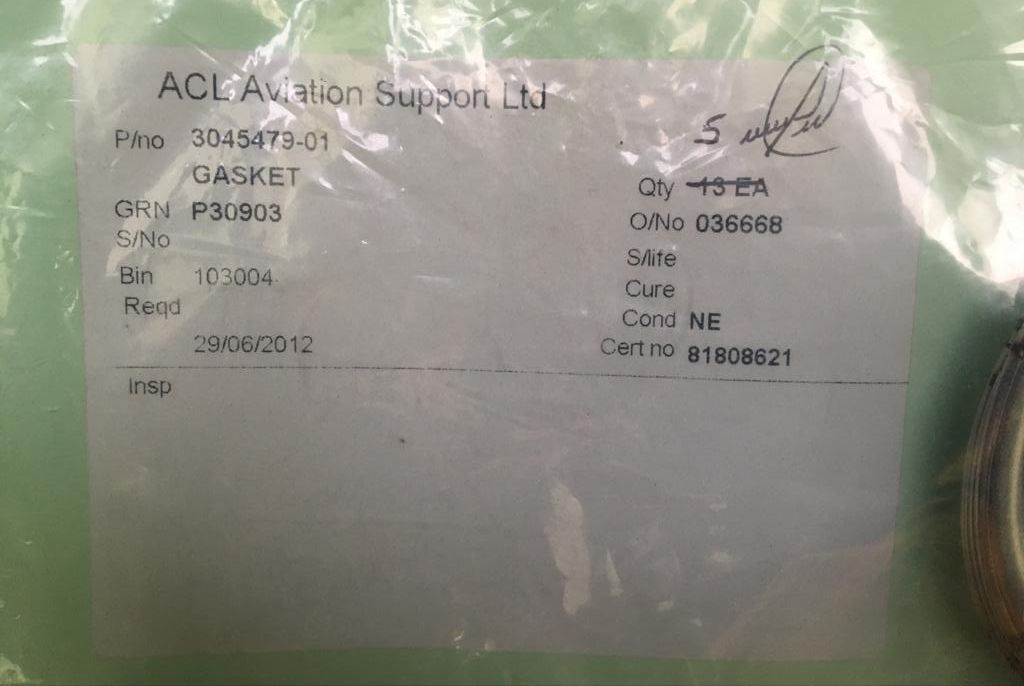 ACL Aviation Support Ltd
5
P/no 3045479-01
GASKET
Qty 13 EA
GRN P30903
O/No 036668
S/No
S/life
Bin 103004
Cure
Reqd
Cond NE
29/06/2012
Cert no 81808621
Insp